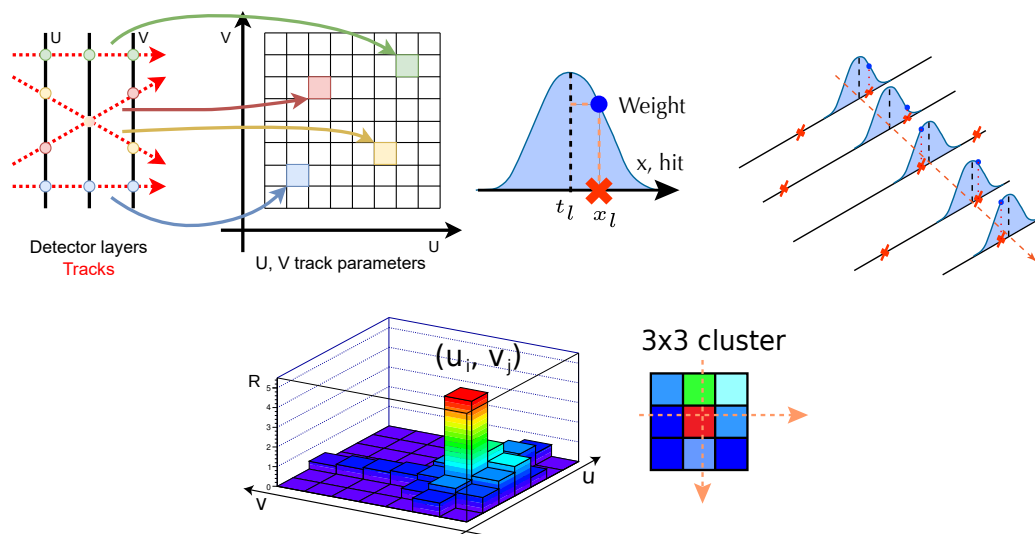 U
V
Detector layers
Tracks
V
U
U, V track parameters
Weight
x, hit
t_l
x_l
(u_i, v_j)
R
5
4
3
2
1
0
v
u
3x3 cluster